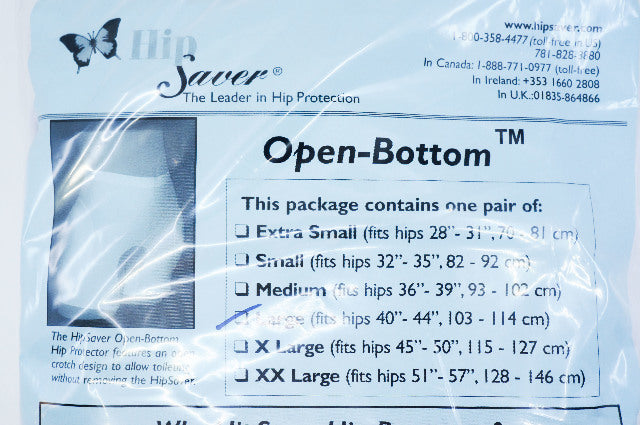 Hip
Saver®
The Leader in Hip Protection
www.hipsaver.com
1-800-358-4477 (toll-free in US)
781-828-3880
In Canada: 1-888-771-0977 (toll-free)
In Ireland: +353 1660 2808
In U.K.:01835-864866
Open-Bottom™
This package contains one pair of:
❏ Extra Small (fits hips 28"- 31", 70 - 81 cm)
❏ Small (fits hips 32"- 35", 82 - 92 cm)
❏ Medium (fits hips 36"- 39", 93 - 102 cm)
❏ Large (fits hips 40"- 44", 103 - 114 cm)
❏ X Large (fits hips 45"- 50", 115 - 127 cm)
❏ XX Large (fits hips 51"- 57", 128 - 146 cm)
The HipSaver Open-Bottom
Hip Protector features an open
crotch design to allow toileting
without removing the HipSaver.